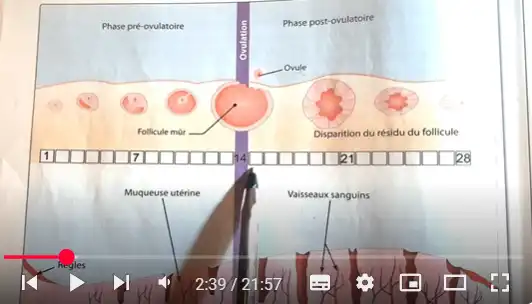 Phase pré-ovulatoire
Ovulation
Phase post-ovulatoire
Ovule
Follicule mûr
Disparition du résidu du follicule
1 7 14 21 28
Muqueuse utérine
Vaisseaux sanguins
Règles
2:39 / 21:57